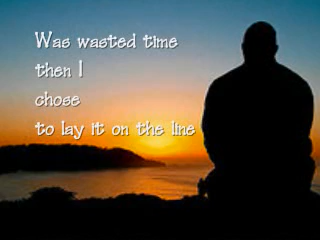 Was wasted time
then I
chose
to lay it on the line